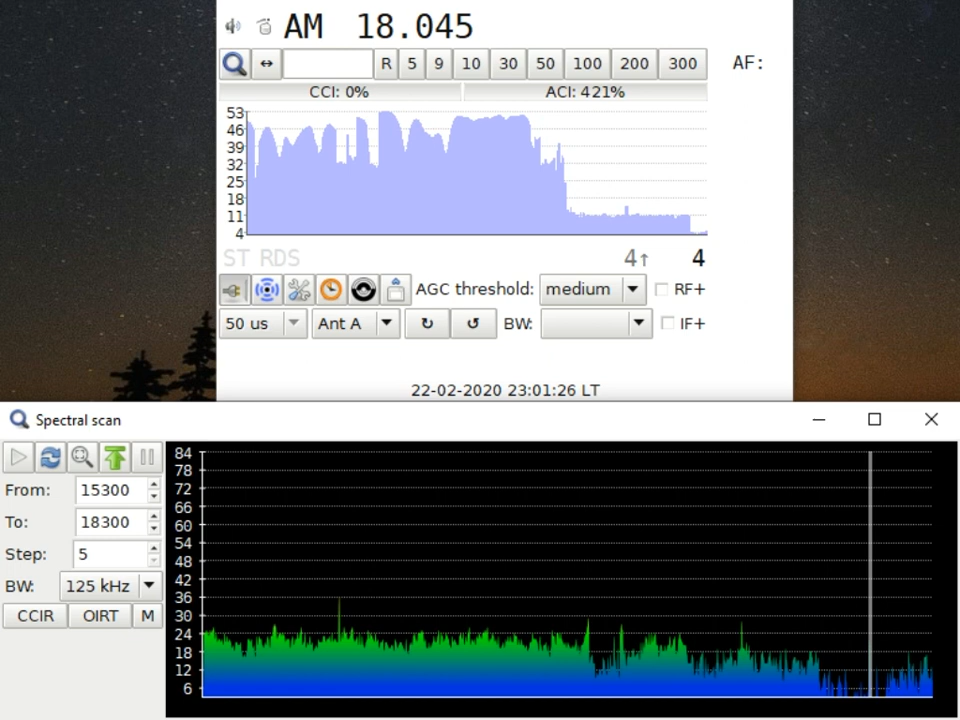 AM 18.045
R 5 9 10 30 50 100 200 300 AF:
CCI: 0% ACI: 421%
53
46
39
32
25
18
11
4
ST RDS 4↑ 4
AGC threshold: medium RF+
50 us Ant A ↻ ↺ BW: IF+
22-02-2020 23:01:26 LT
Spectral scan
From: 15300
To: 18300
Step: 5
BW: 125 kHz
CCIR OIRT M
84
78
72
66
60
54
48
42
36
30
24
18
12
6